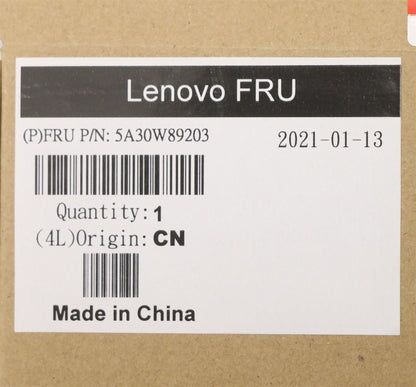 Lenovo FRU
(P)FRU P/N: 5A30W89203
2021-01-13
Quantity: 1
(4L)Origin: CN
Made in China